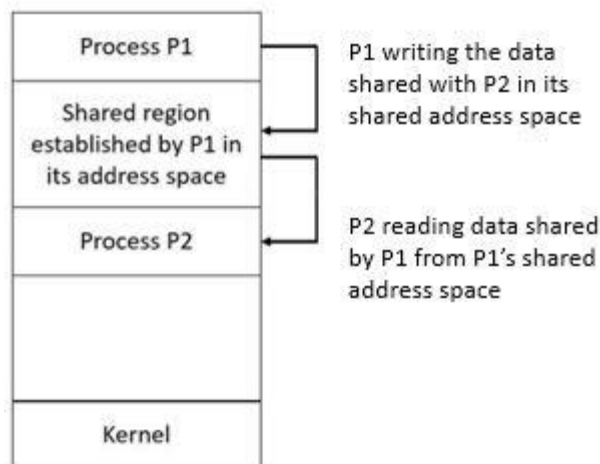 Process P1
P1 writing the data
shared with P2 in its
shared address space
Shared region
established by P1 in
its address space
Process P2
P2 reading data shared
by P1 from P1's shared
address space
Kernel